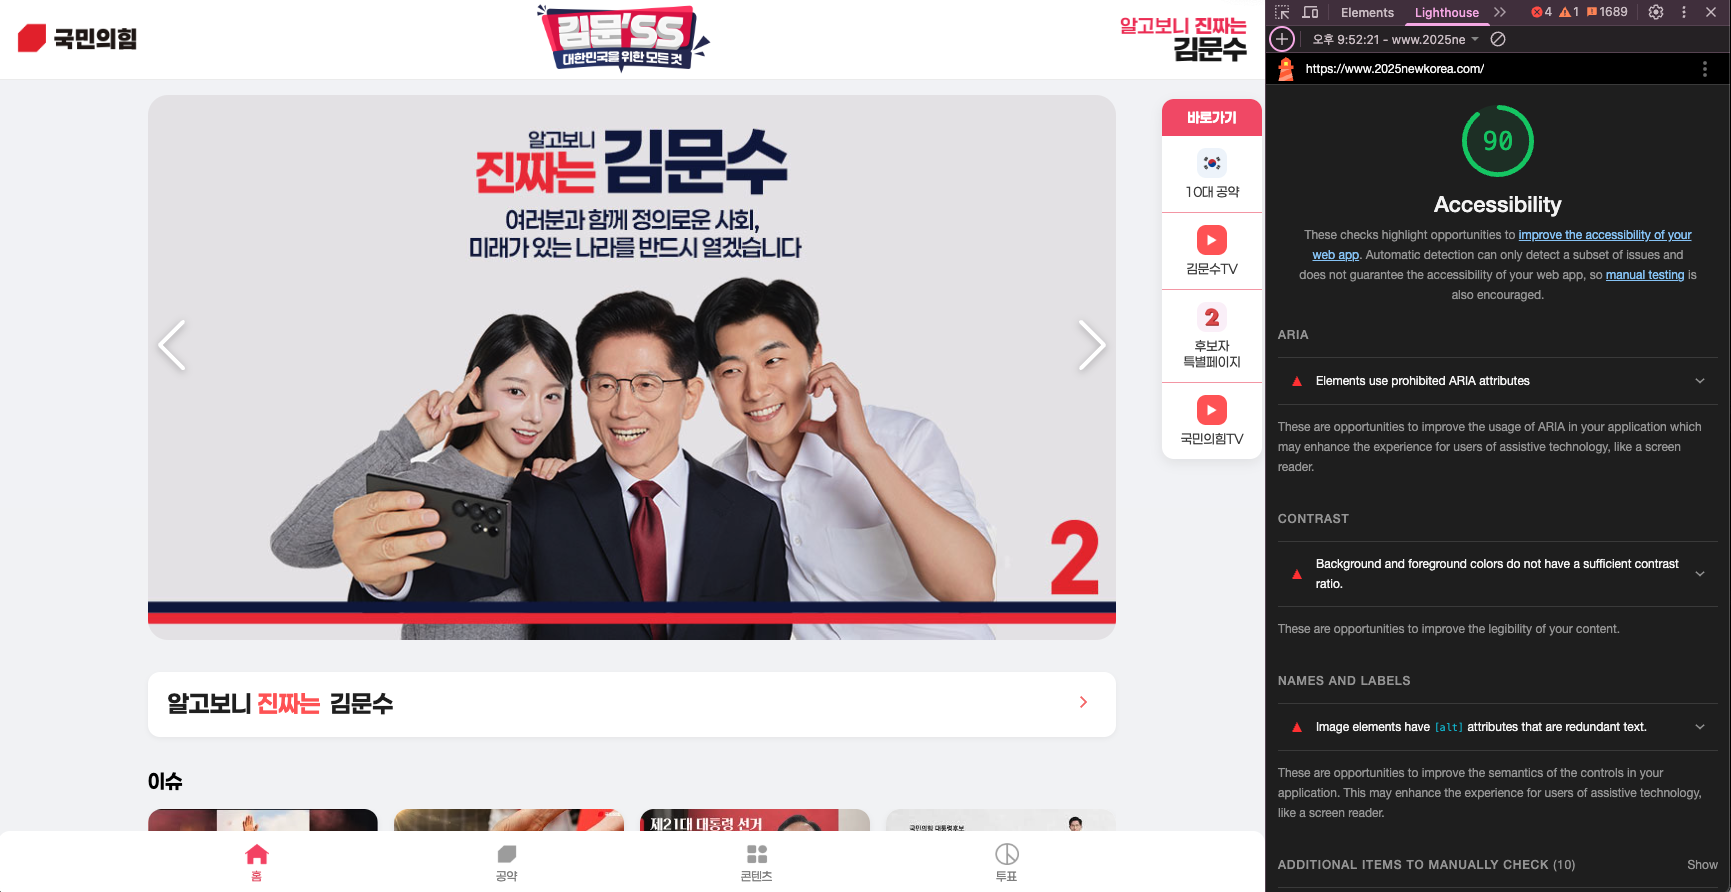 국민의힘
김문'SS
대한민국을 위한 모든 것
알고보니 진짜는
김문수
알고보니
진짜는 김문수
여러분과 함께 정의로운 사회,
미래가 있는 나라를 반드시 열겠습니다
2
바로가기
10대 공약
김문수TV
2
후보자
특별페이지
국민의힘TV
알고보니 진짜는 김문수
이슈
제21대 대통령 선거
국민의힘 대통령후보
홈
공약
콘텐츠
투표
Elements
Lighthouse
4
1
1689
오후 9:52:21 - www.2025ne
https://www.2025newkorea.com/
90
Accessibility
These checks highlight opportunities to improve the accessibility of your
web app. Automatic detection can only detect a subset of issues and
does not guarantee the accessibility of your web app, so manual testing is
also encouraged.
ARIA
Elements use prohibited ARIA attributes
These are opportunities to improve the usage of ARIA in your application which
may enhance the experience for users of assistive technology, like a screen
reader.
CONTRAST
Background and foreground colors do not have a sufficient contrast
ratio.
These are opportunities to improve the legibility of your content.
NAMES AND LABELS
Image elements have [alt] attributes that are redundant text.
These are opportunities to improve the semantics of the controls in your
application. This may enhance the experience for users of assistive technology,
like a screen reader.
ADDITIONAL ITEMS TO MANUALLY CHECK (10)
Show